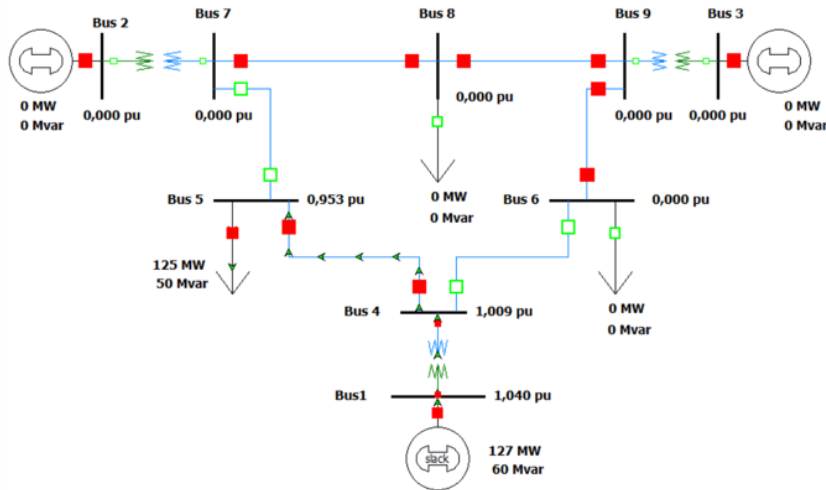 Bus 2
Bus 7
Bus 8
Bus 9
Bus 3
0 MW
0 Mvar
0,000 pu
0,000 pu
0,000 pu
0,000 pu
0,000 pu
0 MW
0 Mvar
Bus 5
0,953 pu
0 MW
0 Mvar
Bus 6
0,000 pu
125 MW
50 Mvar
Bus 4
1,009 pu
0 MW
0 Mvar
Bus1
1,040 pu
slack
127 MW
60 Mvar